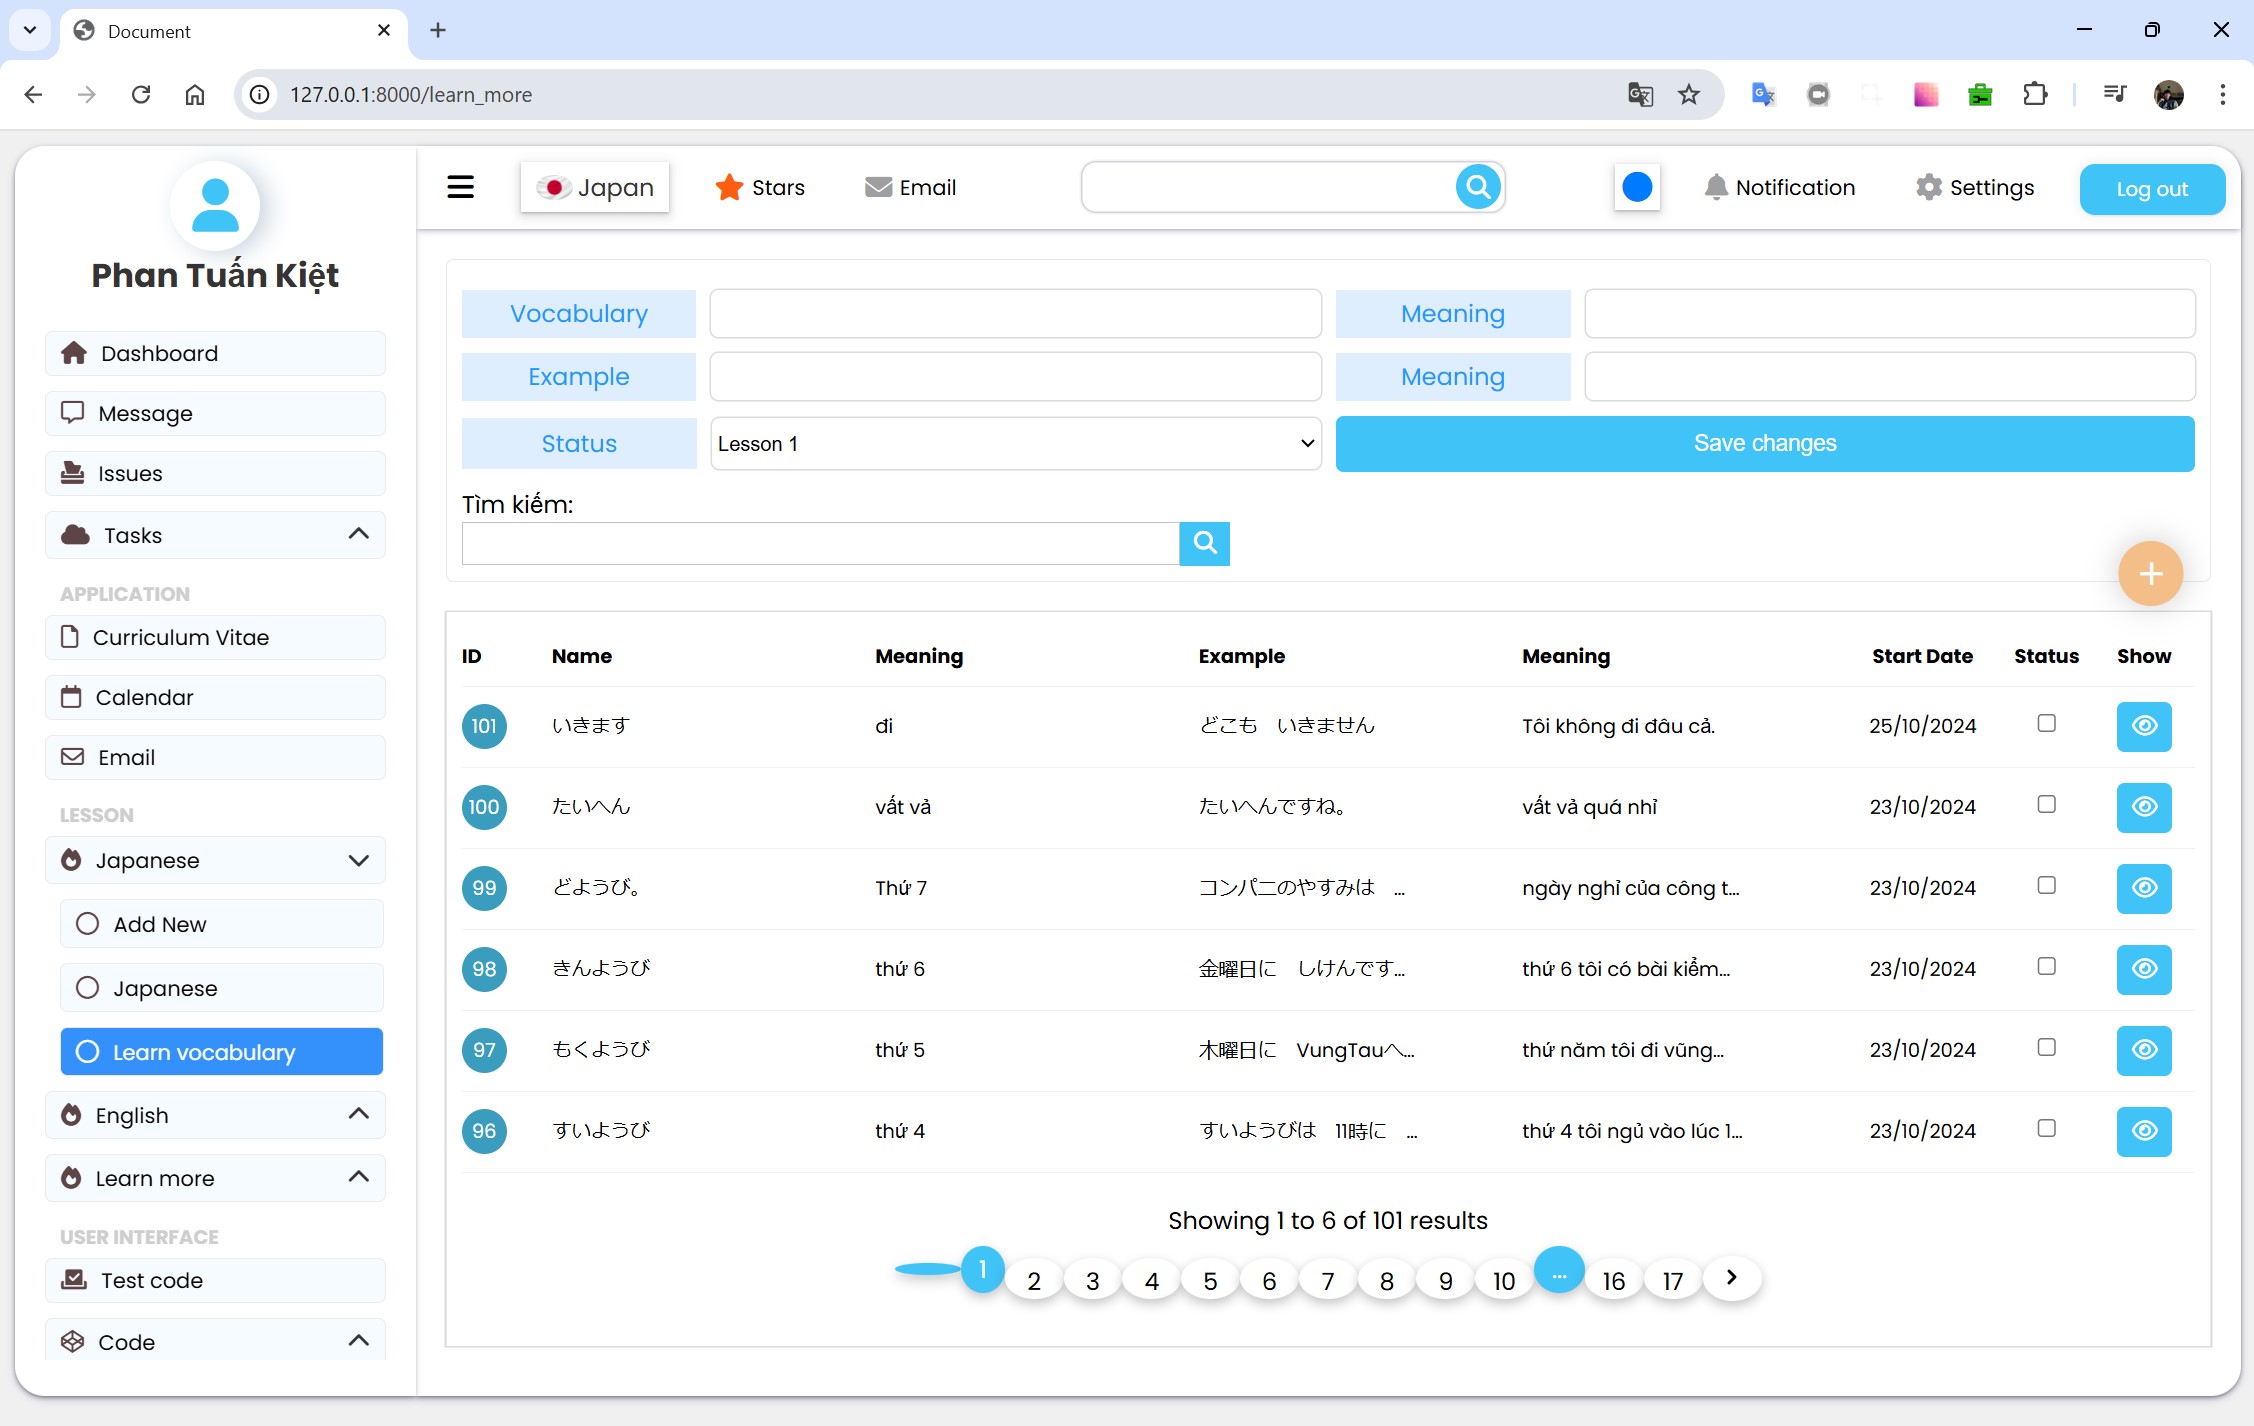 Document
127.0.0.1:8000/learn_more
Phan Tuấn Kiệt
Dashboard
Message
Issues
Tasks
APPLICATION
Curriculum Vitae
Calendar
Email
LESSON
Japanese
Add New
Japanese
Learn vocabulary
English
Learn more
USER INTERFACE
Test code
Code
Japan Stars Email Notification Settings Log out
Vocabulary Meaning
Example Meaning
Status Lesson 1 Save changes
Tìm kiếm:
+
ID Name Meaning Example Meaning Start Date Status Show
101 いきます đi どこも　いきません Tôi không đi đâu cả. 25/10/2024
100 たいへん vất vả たいへんですね。 vất vả quá nhỉ 23/10/2024
99 どようび。 Thứ 7 コンパニのやすみは　... ngày nghỉ của công t... 23/10/2024
98 きんようび thứ 6 金曜日に　しけんです... thứ 6 tôi có bài kiểm... 23/10/2024
97 もくようび thứ 5 木曜日に　VungTauへ... thứ năm tôi đi vũng... 23/10/2024
96 すいようび thứ 4 すいようびは　11時に　... thứ 4 tôi ngủ vào lúc 1... 23/10/2024
Showing 1 to 6 of 101 results
1 2 3 4 5 6 7 8 9 10 ... 16 17